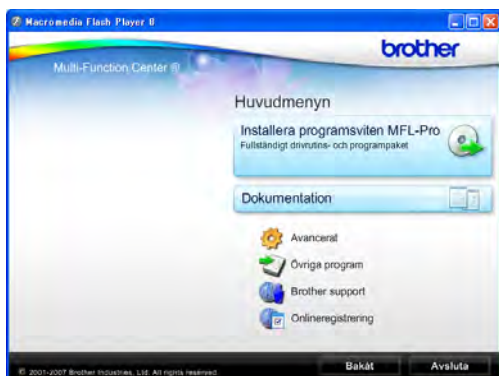 Macromedia Flash Player 8
brother
Multi-Function Center ®
Huvudmenyn
Installera programsviten MFL-Pro
Fullständigt drivrutins- och programpaket
Dokumentation
Avancerat
Övriga program
Brother support
Onlineregistrering
© 2001-2007 Brother Industries, Ltd. All rights reserved.
Bakåt
Avsluta